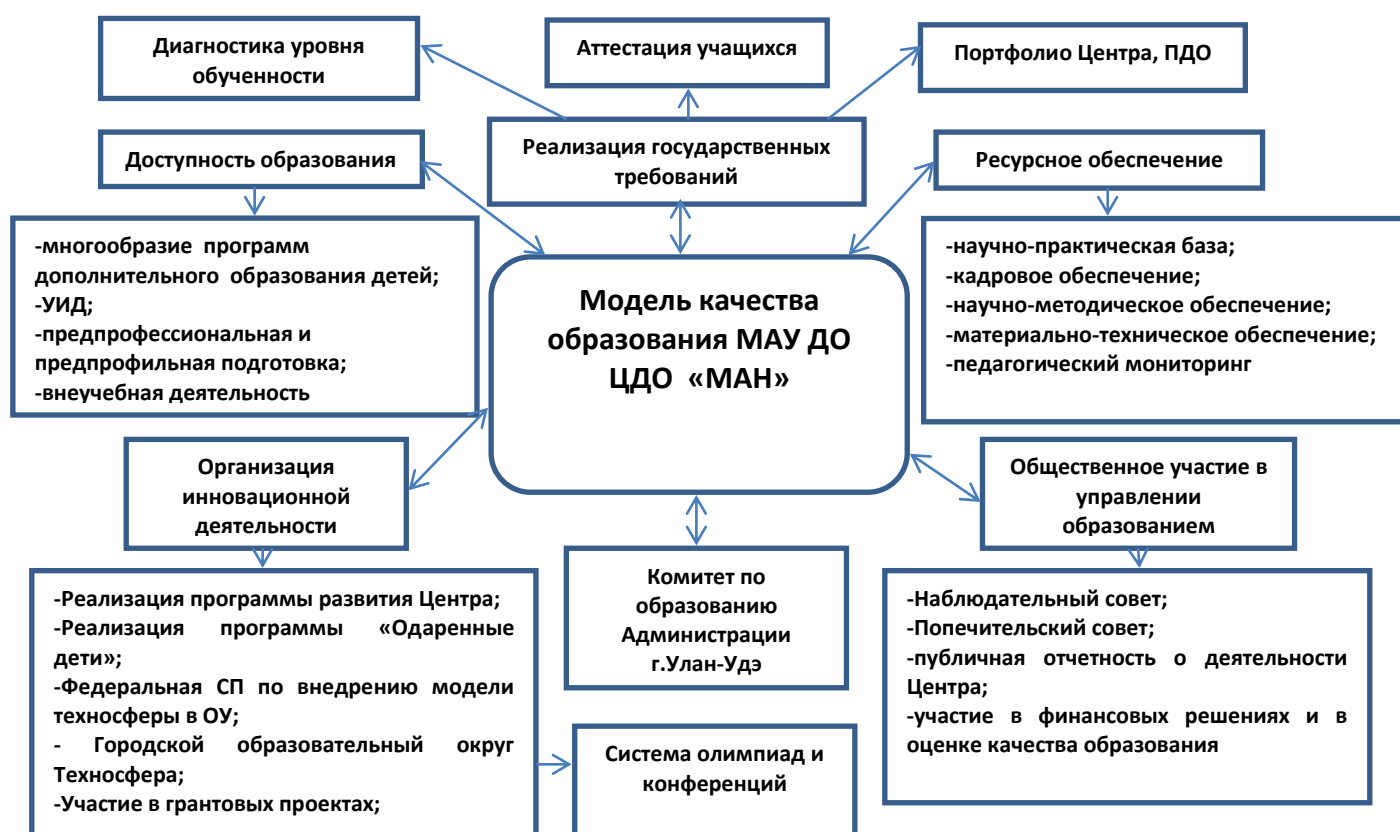 Диагностика уровня
обученности
Аттестация учащихся
Портфолио Центра, ПДО
Доступность образования
Реализация государственных
требований
Ресурсное обеспечение
-многообразие программ
дополнительного образования детей;
-УИД;
-предпрофессиональная и
предпрофильная подготовка;
-внеучебная деятельность
Модель качества
образования МАУ ДО
ЦДО «МАН»
-научно-практическая база;
-кадровое обеспечение;
-научно-методическое обеспечение;
-материально-техническое обеспечение;
-педагогический мониторинг
Организация
инновационной
деятельности
Общественное участие в
управлении
образованием
-Реализация программы развития Центра;
-Реализация программы «Одаренные
дети»;
-Федеральная СП по внедрению модели
техносферы в ОУ;
- Городской образовательный округ
Техносфера;
-Участие в грантовых проектах;
Комитет по
образованию
Администрации
г.Улан-Удэ
Система олимпиад и
конференций
-Наблюдательный совет;
-Попечительский совет;
-публичная отчетность о деятельности
Центра;
-участие в финансовых решениях и в
оценке качества образования